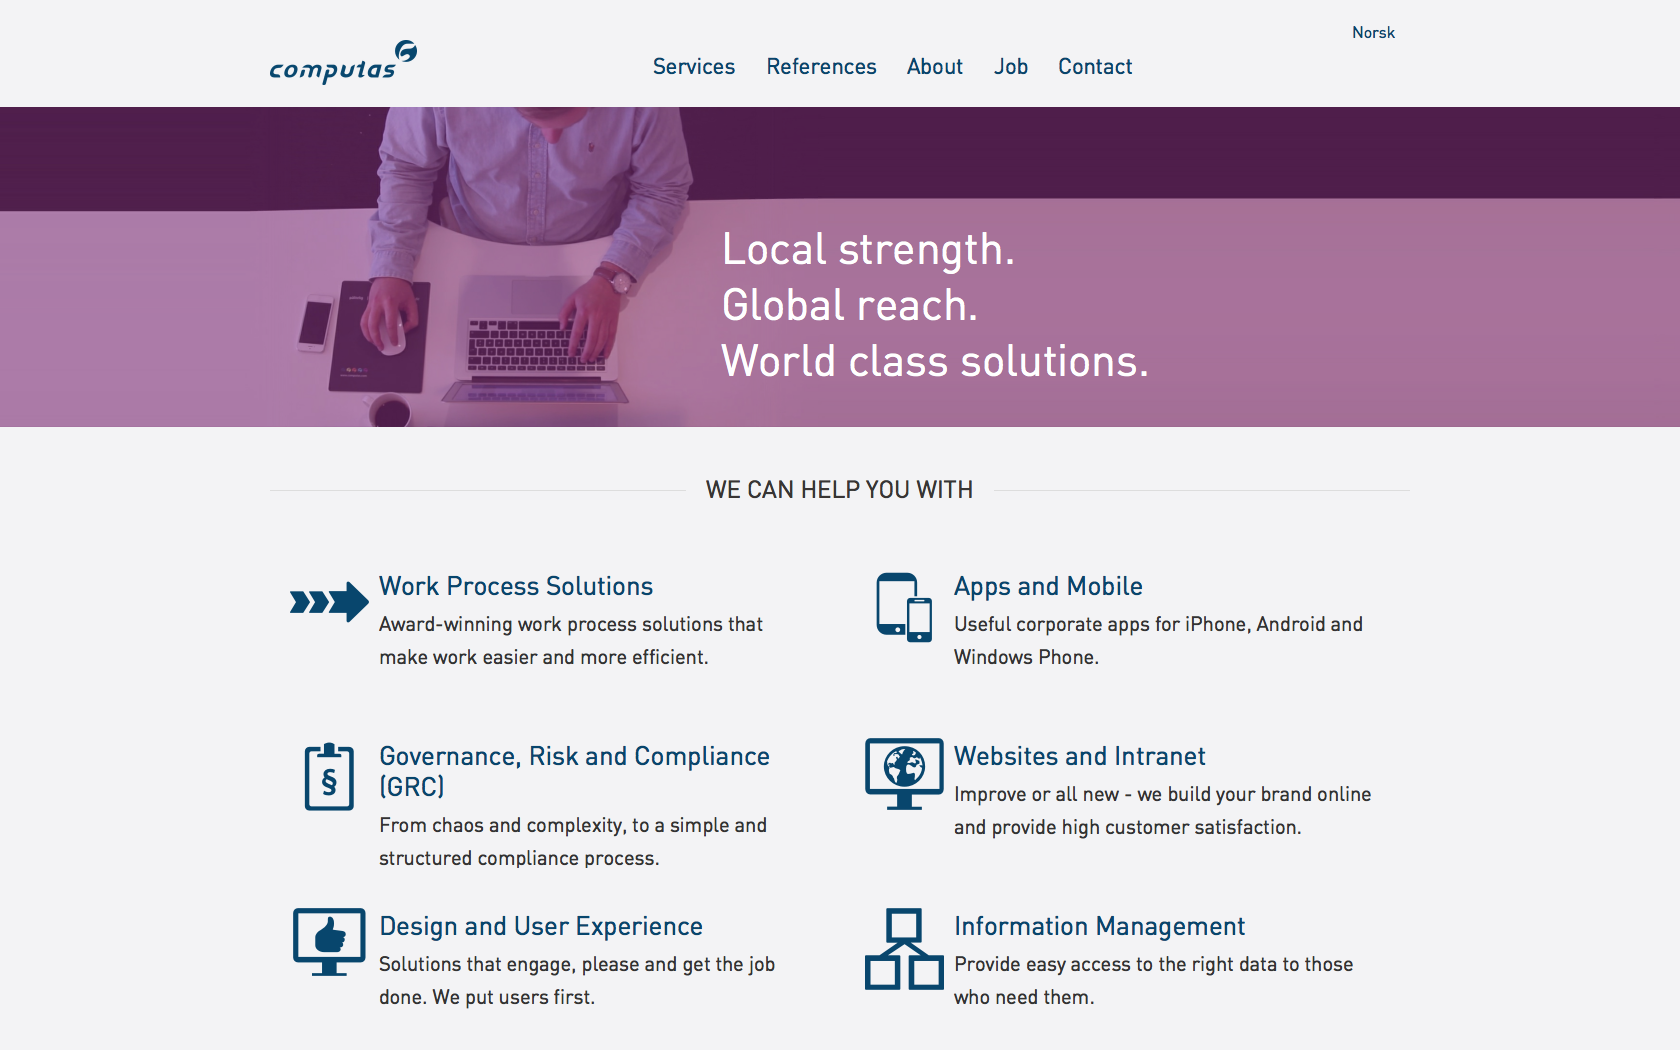 Norsk
computas
Services References About Job Contact
Local strength.
Global reach.
World class solutions.
WE CAN HELP YOU WITH
Work Process Solutions
Award-winning work process solutions that
make work easier and more efficient.
Apps and Mobile
Useful corporate apps for iPhone, Android and
Windows Phone.
Governance, Risk and Compliance
(GRC)
From chaos and complexity, to a simple and
structured compliance process.
Websites and Intranet
Improve or all new - we build your brand online
and provide high customer satisfaction.
Design and User Experience
Solutions that engage, please and get the job
done. We put users first.
Information Management
Provide easy access to the right data to those
who need them.